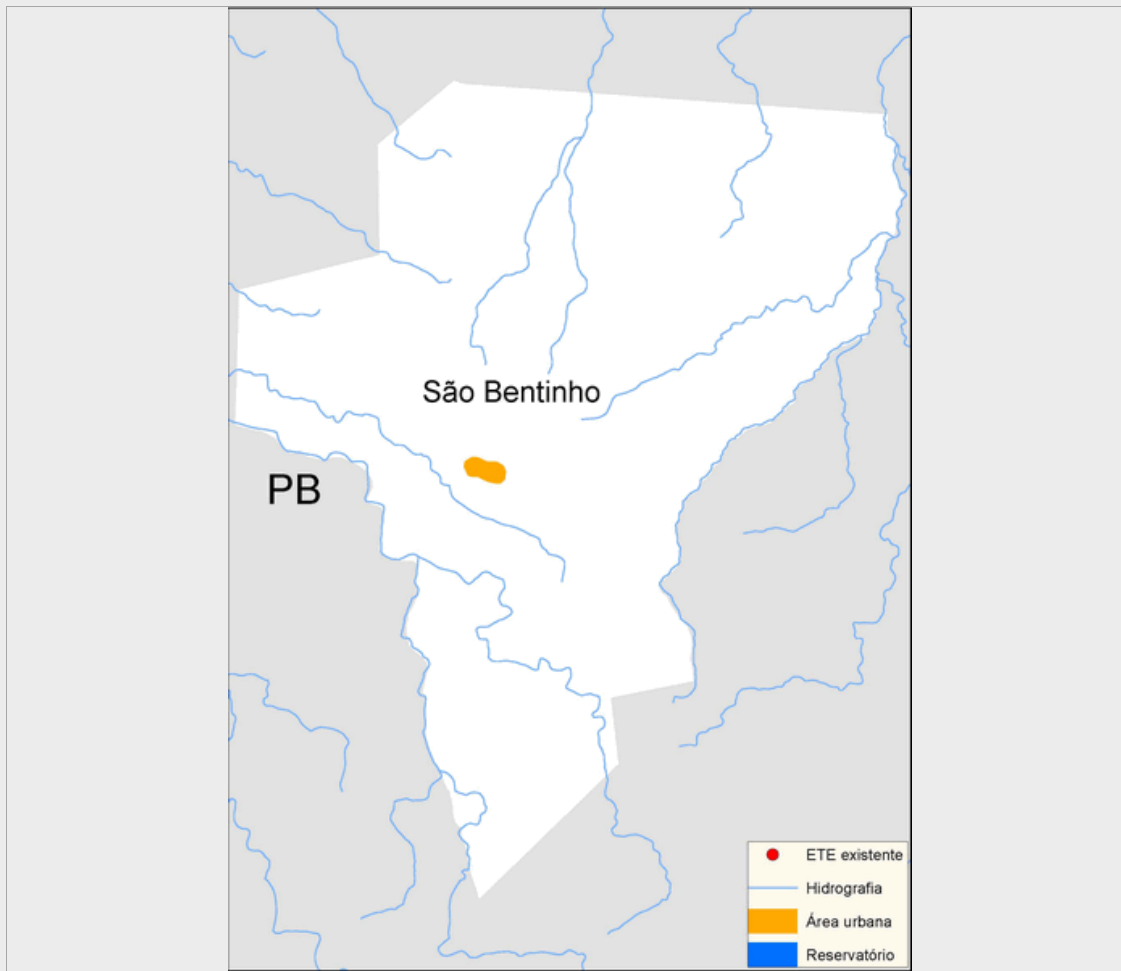 São Bentinho
PB
ETE existente
Hidrografia
Área urbana
Reservatório